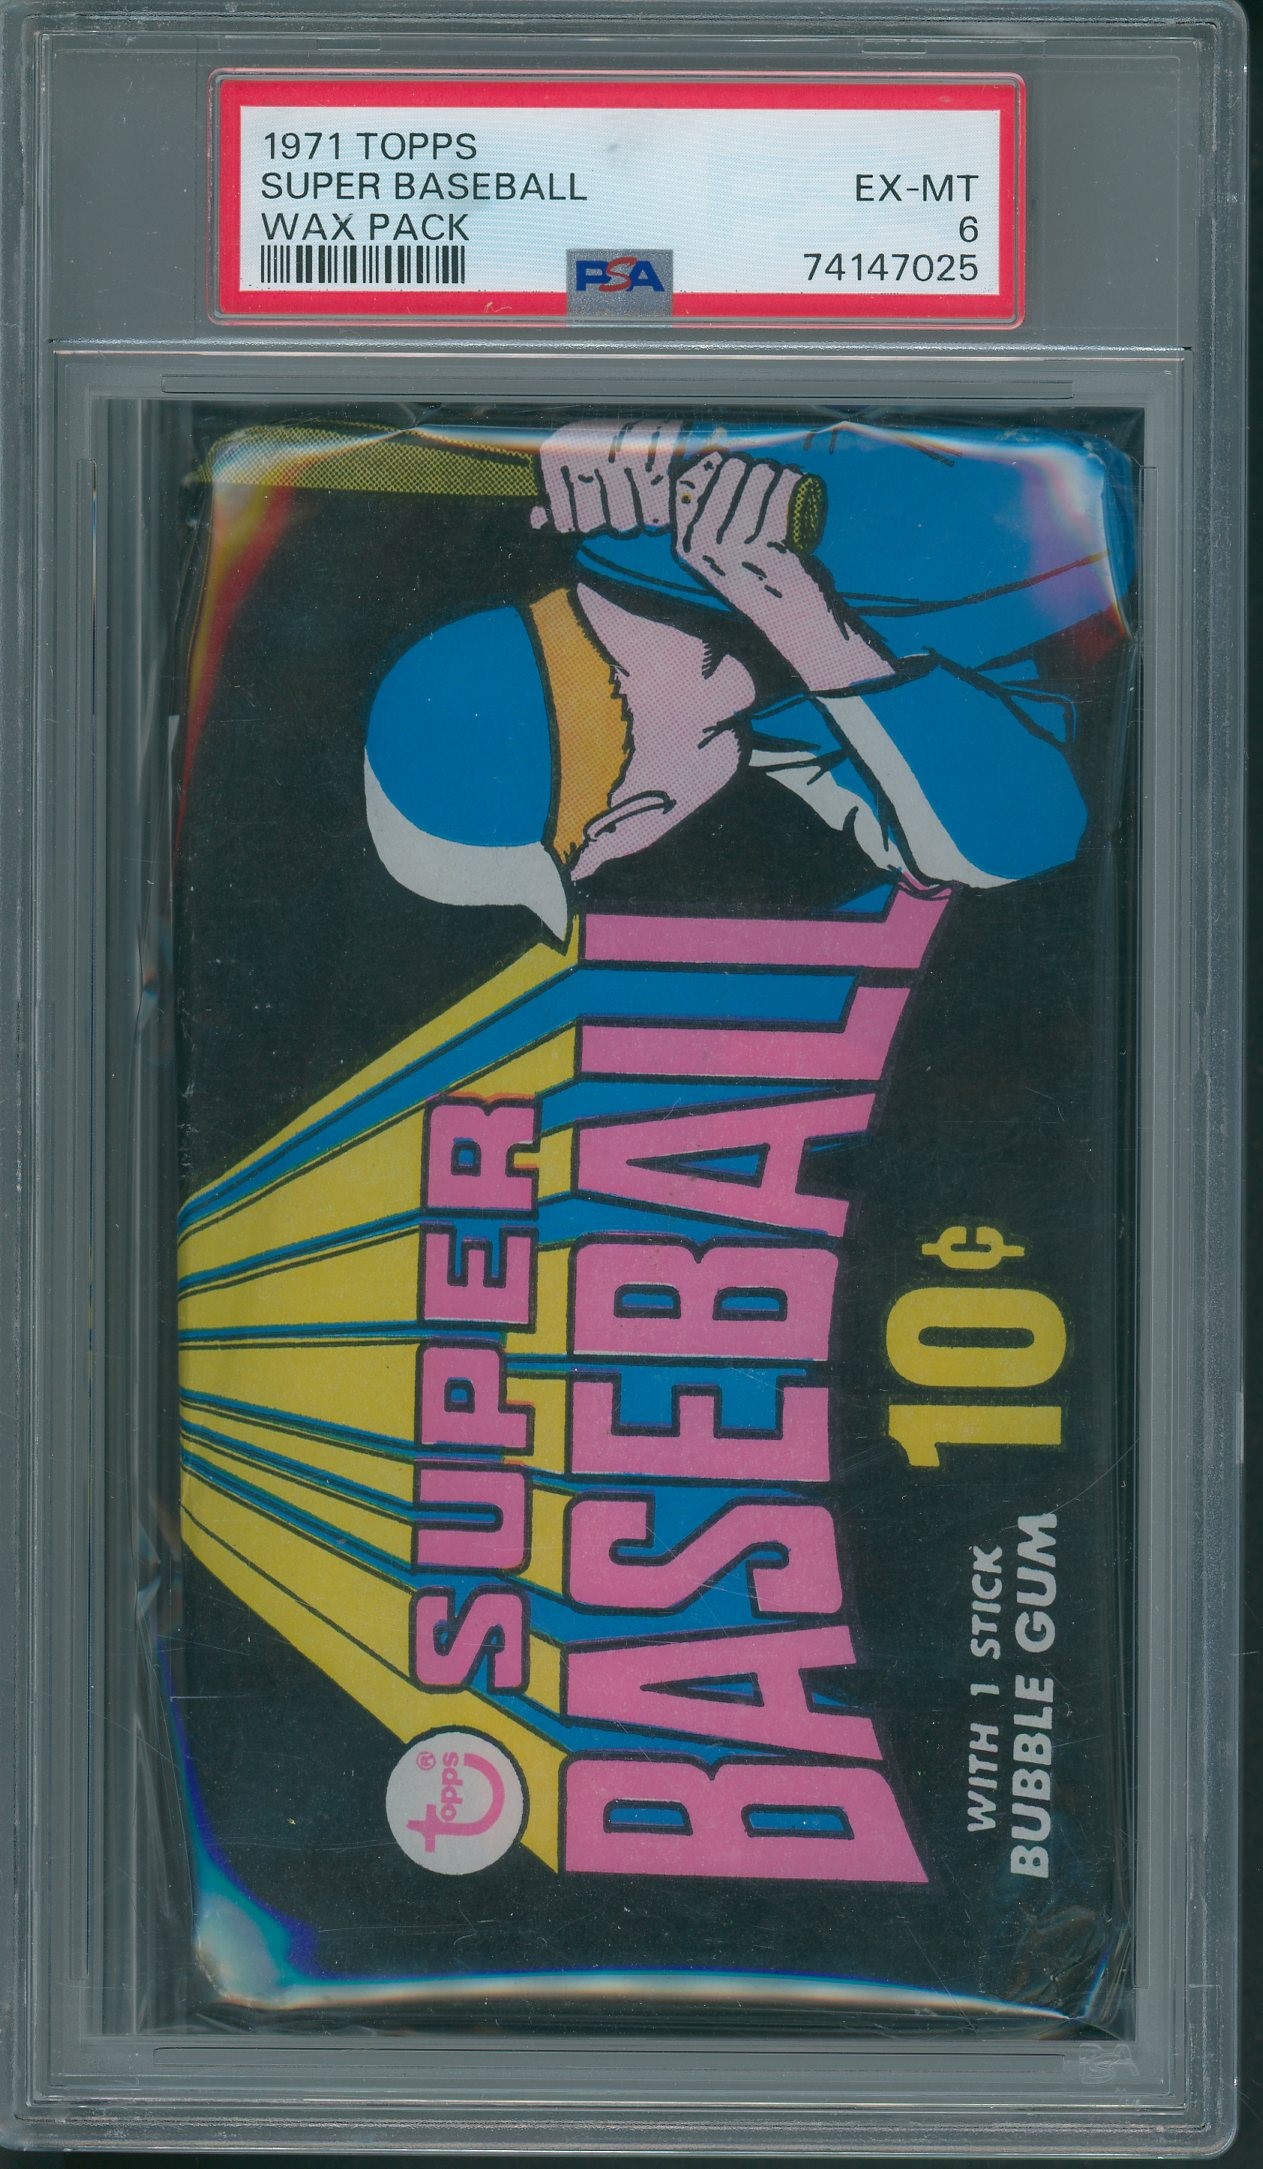 1971 TOPPS
SUPER BASEBALL
WAX PACK
EX-MT
6
74147025
PSA
topps®
SUPER
BASEBALL
10¢
WITH 1 STICK
BUBBLE GUM
PSA